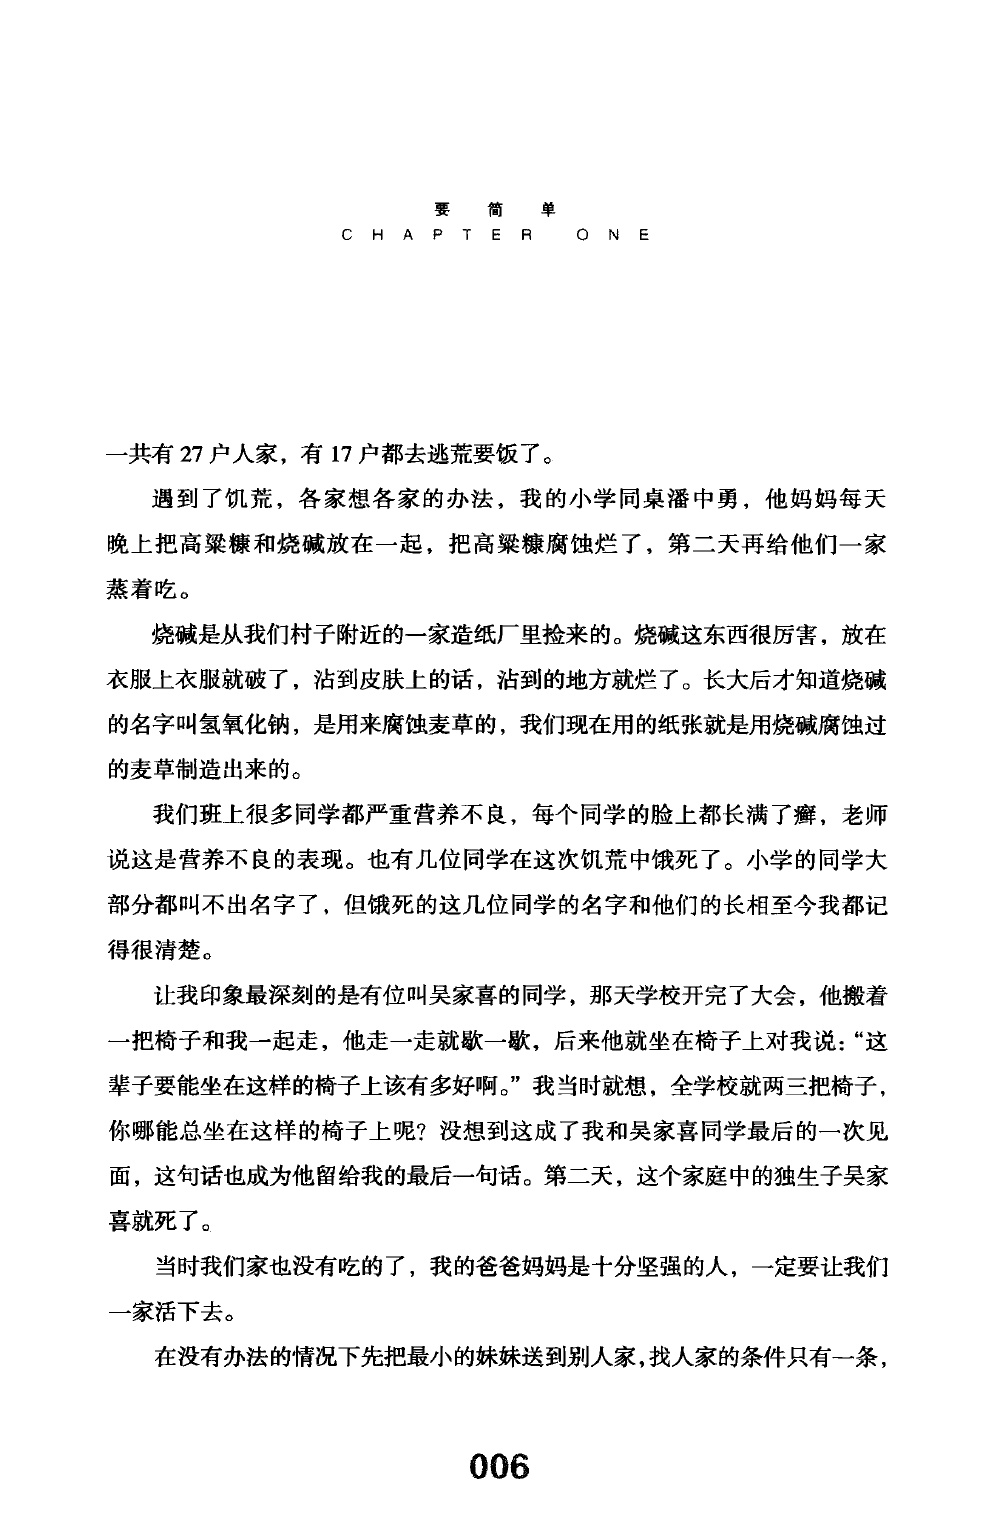 要简单
CHAPTER ONE
一共有 27 户人家，有 17 户都去逃荒要饭了。
遇到了饥荒，各家想各家的办法，我的小学同桌潘中勇，他妈妈每天
晚上把高粱糠和烧碱放在一起，把高粱糠腐蚀烂了，第二天再给他们一家
蒸着吃。
烧碱是从我们村子附近的一家造纸厂里捡来的。烧碱这东西很厉害，放在
衣服上衣服就破了，沾到皮肤上的话，沾到的地方就烂了。长大后才知道烧碱
的名字叫氢氧化钠，是用来腐蚀麦草的，我们现在用的纸张就是用烧碱腐蚀过
的麦草制造出来的。
我们班上很多同学都严重营养不良，每个同学的脸上都长满了癣，老师
说这是营养不良的表现。也有几位同学在这次饥荒中饿死了。小学的同学大
部分都叫不出名字了，但饿死的这几位同学的名字和他们的长相至今我都记
得很清楚。
让我印象最深刻的是有位叫吴家喜的同学，那天学校开完了大会，他搬着
一把椅子和我一起走，他走一走就歇一歇，后来他就坐在椅子上对我说：“这
辈子要能坐在这样的椅子上该有多好啊。”我当时就想，全学校就两三把椅子，
你哪能总坐在这样的椅子上呢？没想到这成了我和吴家喜同学最后的一次见
面，这句话也成为他留给我的最后一句话。第二天，这个家庭中的独生子吴家
喜就死了。
当时我们家也没有吃的了，我的爸爸妈妈是十分坚强的人，一定要让我们
一家活下去。
在没有办法的情况下先把最小的妹妹送到别人家，找人家的条件只有一条，
006